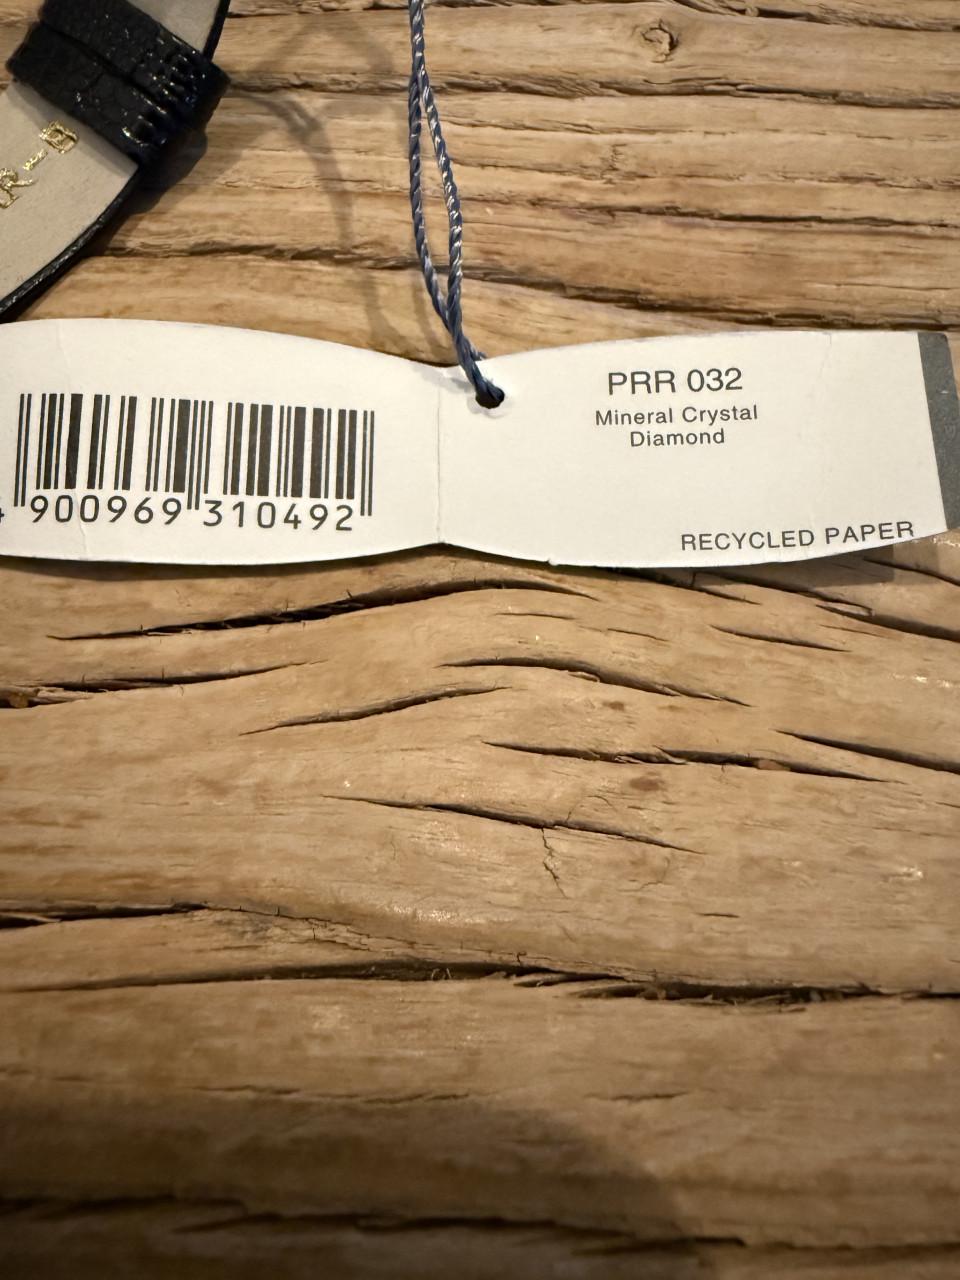 R-D
900969 310492
PRR 032
Mineral Crystal
Diamond
RECYCLED PAPER